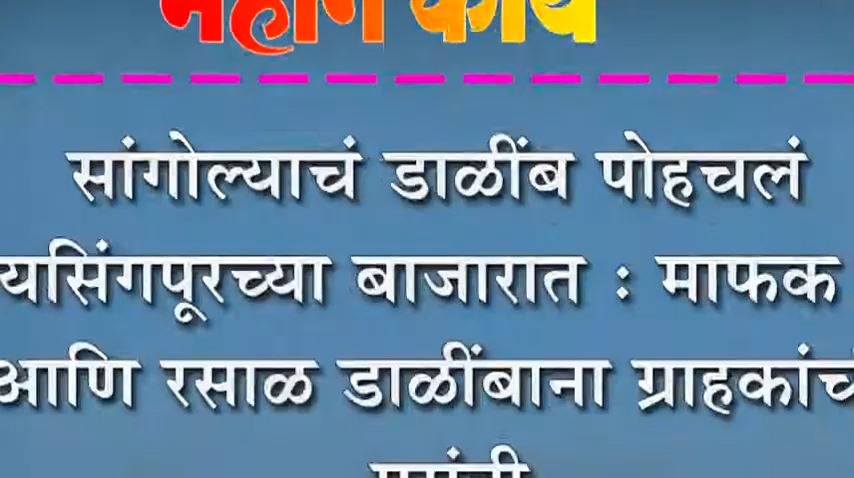 सांगोल्याचं डाळींब पोहचलं
यसिंगपूरच्या बाजारात : माफक
आणि रसाळ डाळींबाना ग्राहकांच